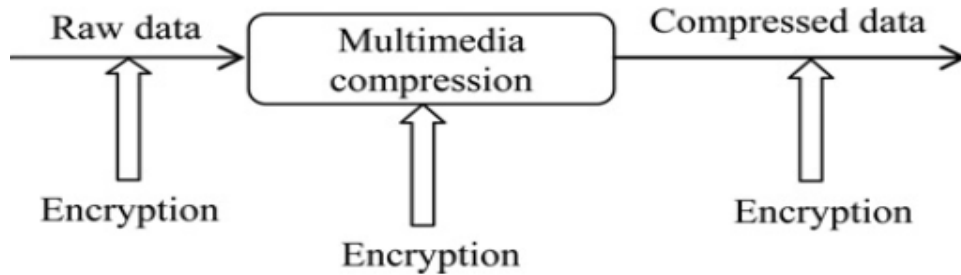 Raw data
Multimedia
compression
Compressed data
Encryption
Encryption
Encryption